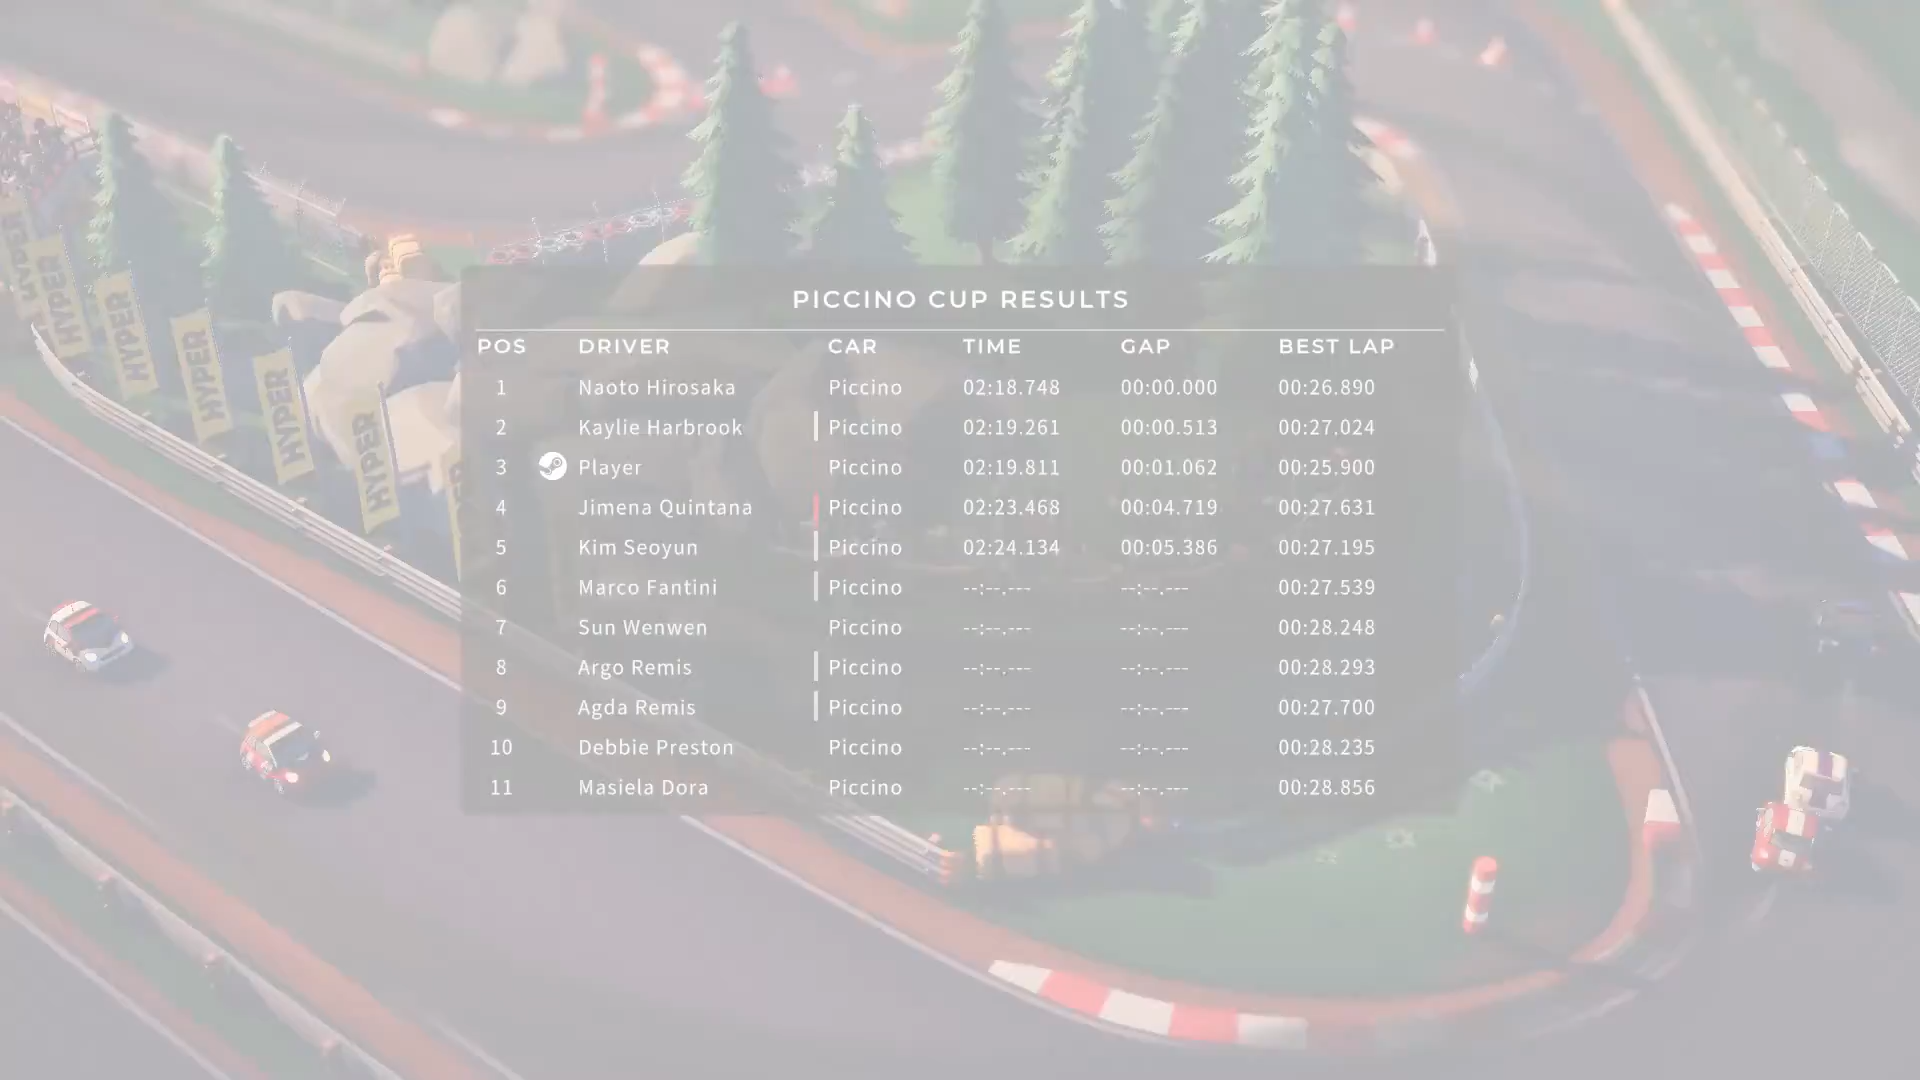 PICCINO CUP RESULTS
POS DRIVER CAR TIME GAP BEST LAP
1 Naoto Hirosaka Piccino 02:18.748 00:00.000 00:26.890
2 Kaylie Harbrook Piccino 02:19.261 00:00.513 00:27.024
3 Player Piccino 02:19.811 00:01.062 00:25.900
4 Jimena Quintana Piccino 02:23.468 00:04.719 00:27.631
5 Kim Seoyun Piccino 02:24.134 00:05.386 00:27.195
6 Marco Fantini Piccino --:--.--- --:--.--- 00:27.539
7 Sun Wenwen Piccino --:--.--- --:--.--- 00:28.248
8 Argo Remis Piccino --:--.--- --:--.--- 00:28.293
9 Agda Remis Piccino --:--.--- --:--.--- 00:27.700
10 Debbie Preston Piccino --:--.--- --:--.--- 00:28.235
11 Masiela Dora Piccino --:--.--- --:--.--- 00:28.856
HYPER
HYPER
HYPER
HYPER
HYPER
HYPER